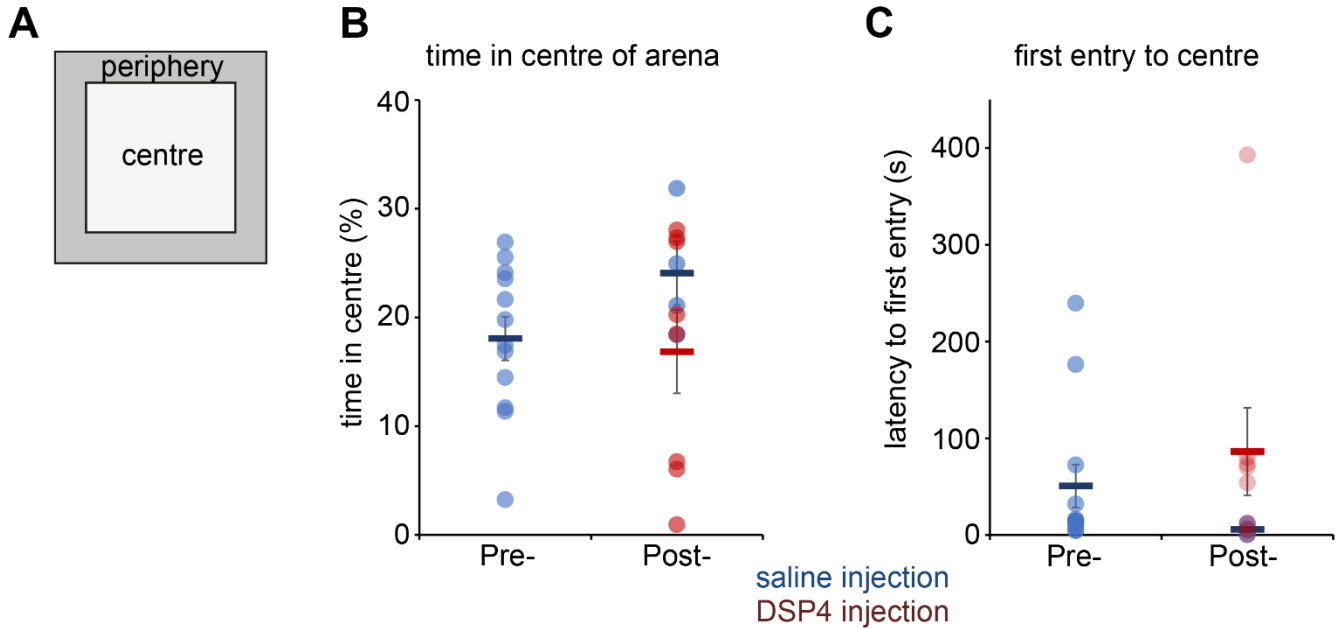 A
periphery
centre
B
time in centre of arena
time in centre (%)
40
30
20
10
0
Pre-
Post-
C
first entry to centre
latency to first entry (s)
400
300
200
100
0
Pre-
Post-
saline injection
DSP4 injection